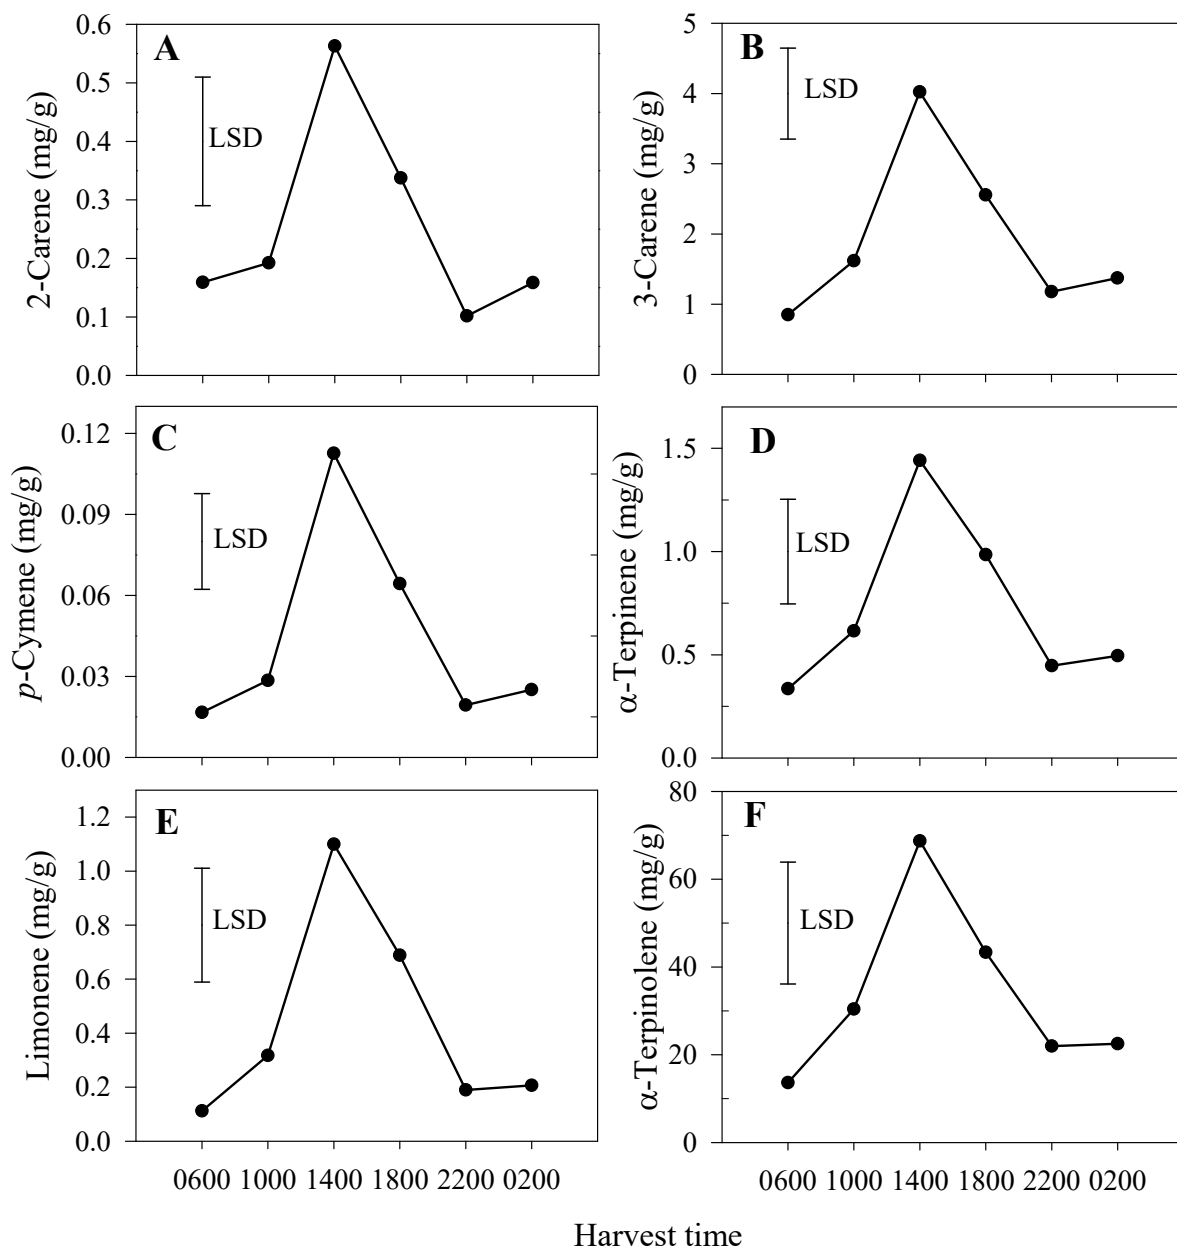 A
2-Carene (mg/g)
0.6
0.5
0.4
0.3
0.2
0.1
0.0
LSD
B
3-Carene (mg/g)
5
4
3
2
1
0
LSD
C
p-Cymene (mg/g)
0.12
0.09
0.06
0.03
0.00
LSD
D
α-Terpinene (mg/g)
1.5
1.0
0.5
0.0
LSD
E
Limonene (mg/g)
1.2
1.0
0.8
0.6
0.4
0.2
0.0
LSD
0600 1000 1400 1800 2200 0200
F
α-Terpinolene (mg/g)
80
60
40
20
0
LSD
0600 1000 1400 1800 2200 0200
Harvest time